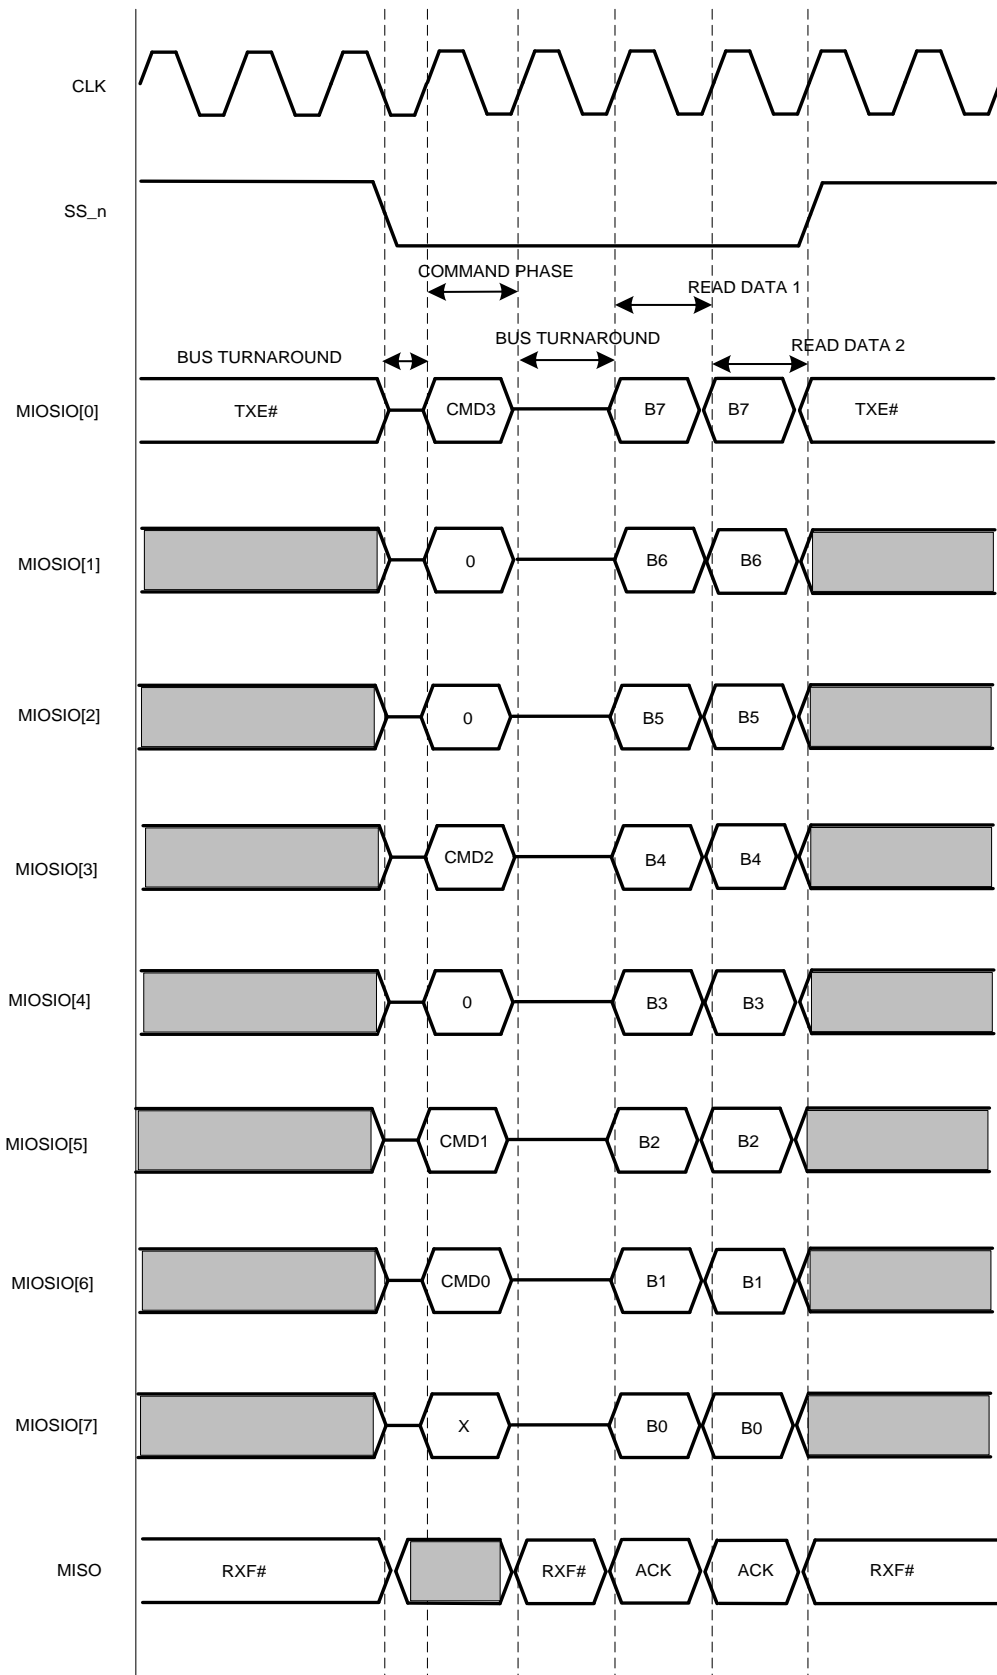 CLK
SS_n
COMMAND PHASE
READ DATA 1
BUS TURNAROUND
READ DATA 2
BUS TURNAROUND
MIOSIO[0] TXE# CMD3 B7 B7 TXE#
MIOSIO[1] 0 B6 B6
MIOSIO[2] 0 B5 B5
MIOSIO[3] CMD2 B4 B4
MIOSIO[4] 0 B3 B3
MIOSIO[5] CMD1 B2 B2
MIOSIO[6] CMD0 B1 B1
MIOSIO[7] X B0 B0
MISO RXF# RXF# ACK ACK RXF#